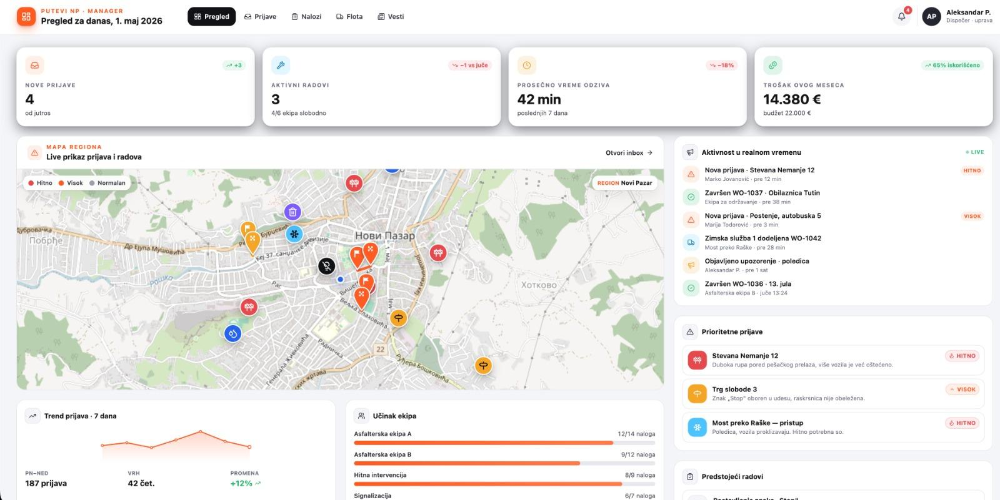 PUTEVI NP · MANAGER
Pregled za danas, 1. maj 2026
Pregled
Prijave
Nalozi
Flota
Vesti
4
AP
Aleksandar P.
Dispečer · uprava
+3
NOVE PRIJAVE
4
od jutros
−1 vs juče
AKTIVNI RADOVI
3
4/6 ekipa slobodno
−18%
PROSEČNO VREME ODZIVA
42 min
poslednjih 7 dana
65% iskorišćeno
TROŠAK OVOG MESECA
14.380 €
budžet 22.000 €
MAPA REGIONA
Live prikaz prijava i radova
Otvori inbox →
Hitno
Visok
Normalan
REGION Novi Pazar
Дубровачка
Побрђе
Др Ејупа Мушовића
Бурџевића
Кеј 37. санџачке дивизије
Нови Пазар
1. мај
Рашка
Рас
Вељка Влаховића
Хотково
22
Радничка
Генерала Живковића
Руђера Бошковића
ских жртава
Aktivnost u realnom vremenu
LIVE
Nova prijava · Stevana Nemanje 12
HITNO
Marko Jovanović · pre 12 min
Završen WO-1037 · Obilaznica Tutin
Ekipa za održavanje · pre 38 min
Nova prijava · Postenje, autobuska 5
VISOK
Marija Todorović · pre 3 min
Zimska služba 1 dodeljena WO-1042
Most preko Raške · pre 28 min
Objavljeno upozorenje · poledica
Aleksandar P. · pre 1 sat
Završen WO-1036 · 13. jula
Asfalterska ekipa B · juče 13:24
Prioritetne prijave
Stevana Nemanje 12
HITNO
Duboka rupa pored pešačkog prelaza, više vozila je već oštećeno.
Trg slobode 3
VISOK
Znak „Stop" oboren u udesu, raskrsnica nije obeležena.
Most preko Raške — pristup
HITNO
Poledica, vozila proklizavaju. Hitno potrebna so.
Trend prijava · 7 dana
PN–NED
187 prijava
VRH
42 čet.
PROMENA
+12%
Učinak ekipa
Asfalterska ekipa A
12/14 naloga
Asfalterska ekipa B
9/12 naloga
Hitna intervencija
8/9 naloga
Signalizacija
6/7 naloga
Predstojeći radovi